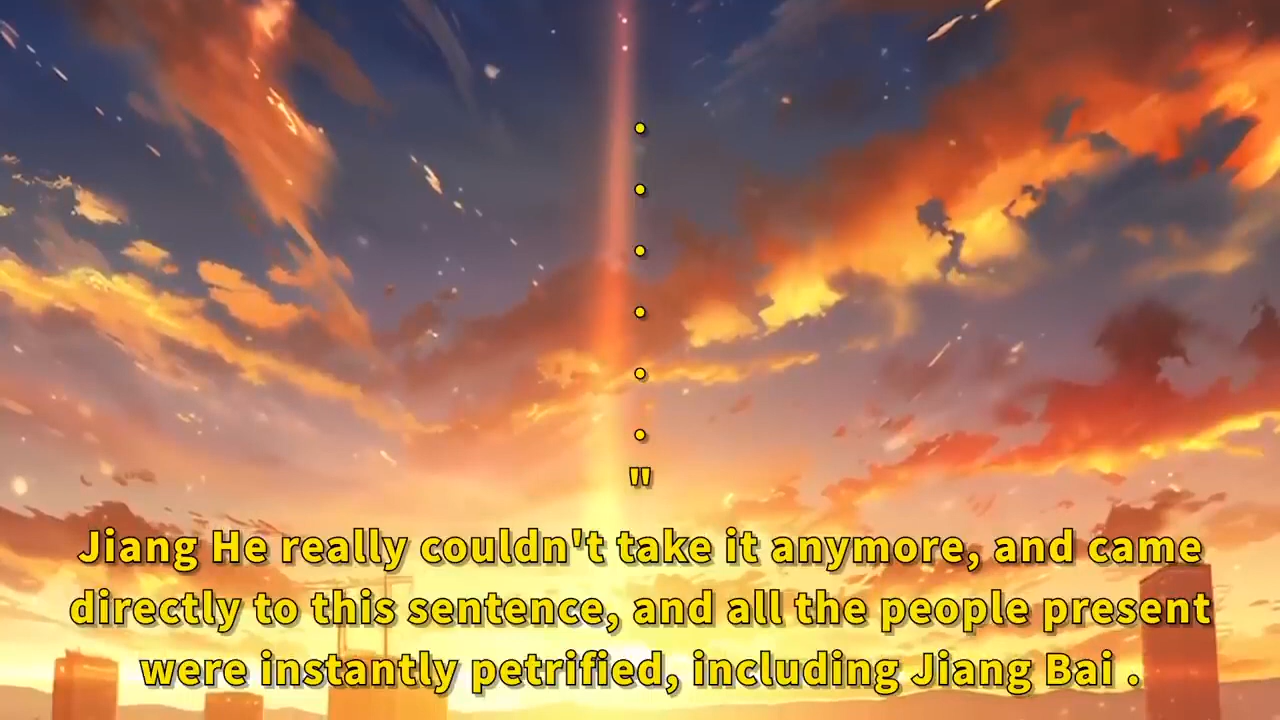 .
.
.
.
.
.
"
Jiang He really couldn't take it anymore, and came
directly to this sentence, and all the people present
were instantly petrified, including Jiang Bai .